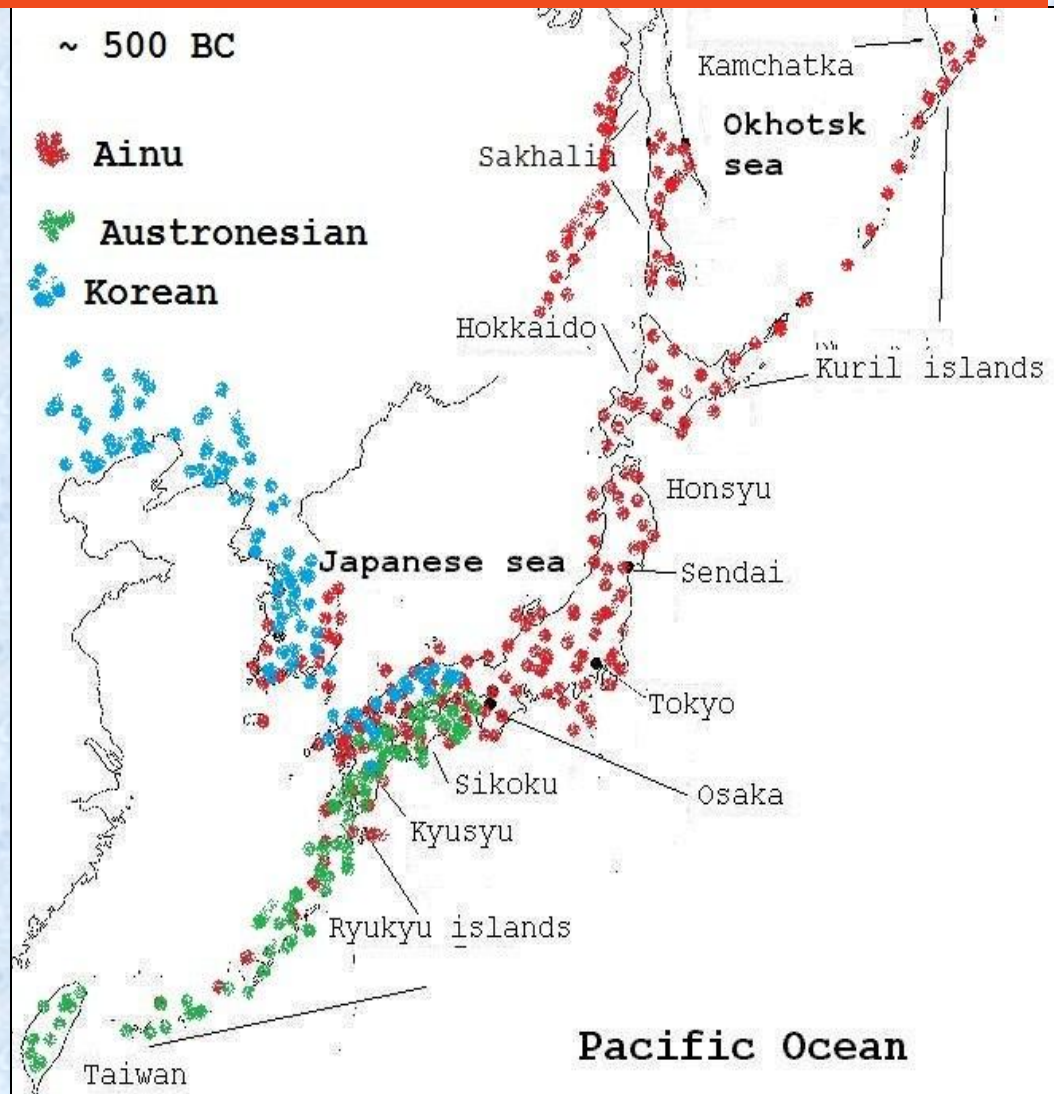 ~ 500 BC
Kamchatka
Ainu
Okhotsk
sea
Sakhalin
Austronesian
Korean
Hokkaido
Kuril islands
Honsyu
Japanese sea
Sendai
Tokyo
Sikoku
Osaka
Kyusyu
Ryukyu islands
Pacific Ocean
Taiwan